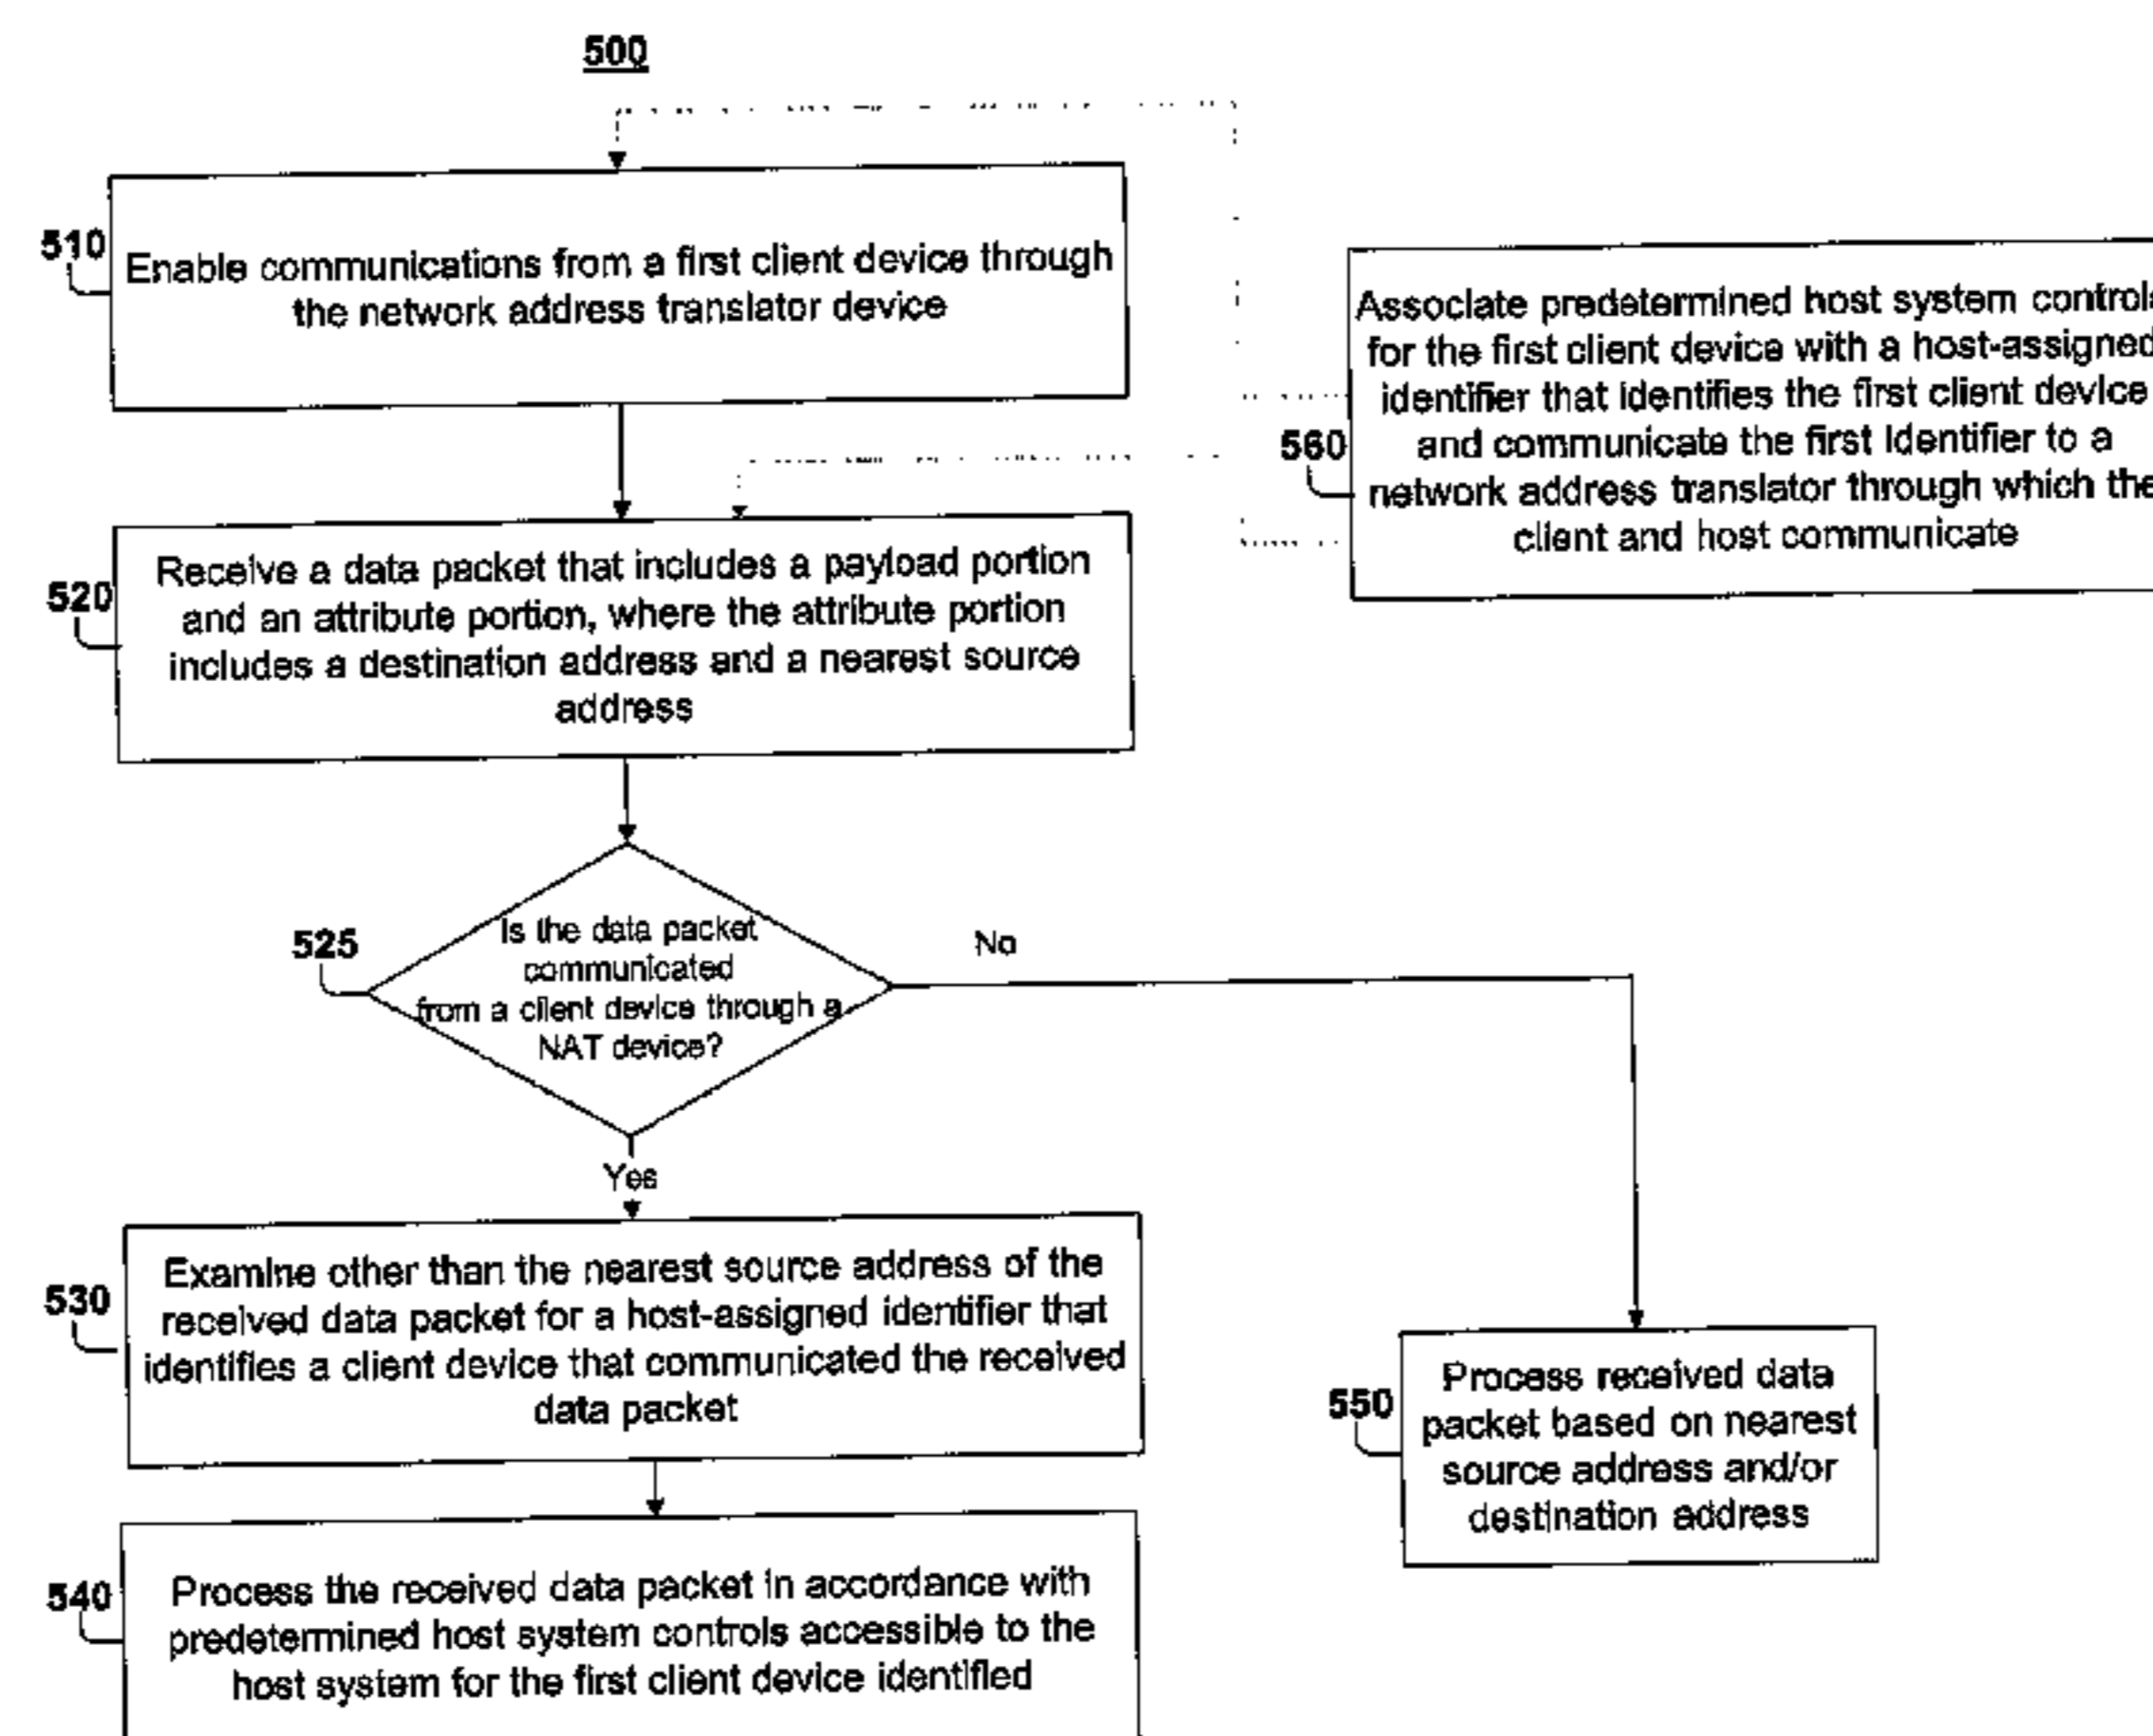 500
510
Enable communications from a first client device through
the network address translator device
560
Associate predetermined host system controls
for the first client device with a host-assigned
identifier that identifies the first client device
and communicate the first identifier to a
network address translator through which the
client and host communicate
520
Receive a data packet that includes a payload portion
and an attribute portion, where the attribute portion
includes a destination address and a nearest source
address
525
Is the data packet
communicated
from a client device through a
NAT device?
No
Yes
530
Examine other than the nearest source address of the
received data packet for a host-assigned identifier that
identifies a client device that communicated the received
data packet
550
Process received data
packet based on nearest
source address and/or
destination address
540
Process the received data packet in accordance with
predetermined host system controls accessible to the
host system for the first client device identified